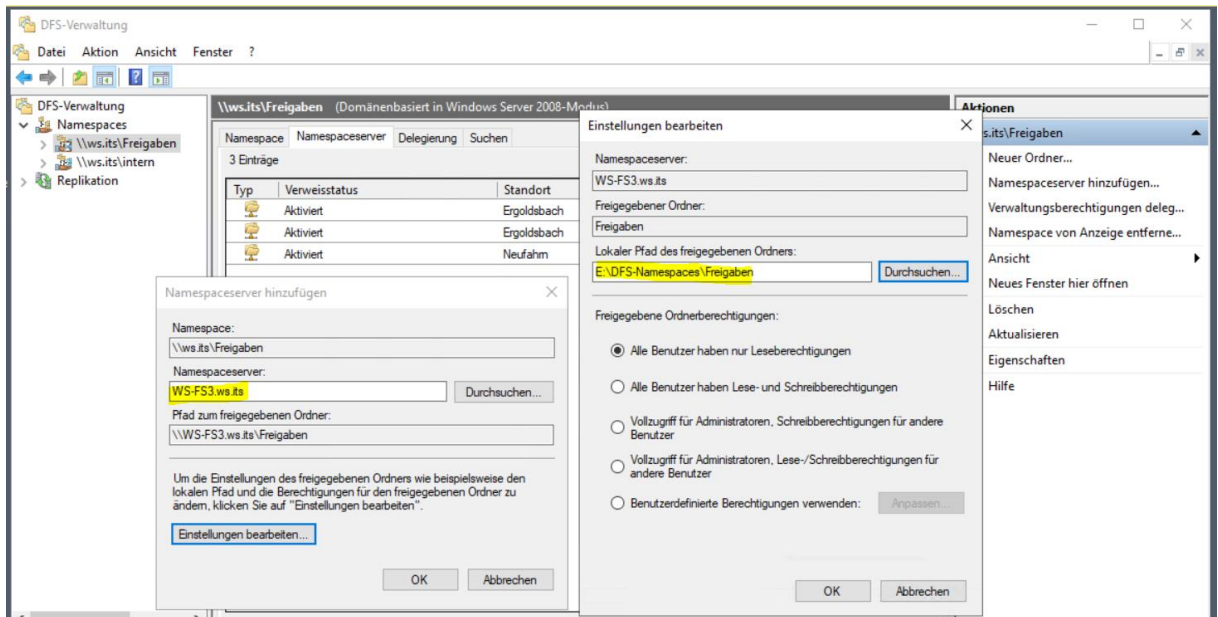 DFS-Verwaltung
Datei Aktion Ansicht Fenster ?
DFS-Verwaltung
Namespaces
\\ws.its\Freigaben
\\ws.its\intern
Replikation
\\ws.its\Freigaben (Domänenbasiert in Windows Server 2008-Modus)
Namespace Namespaceserver Delegierung Suchen
3 Einträge
Typ Verweisstatus Standort
Aktiviert Ergoldsbach
Aktiviert Ergoldsbach
Aktiviert Neufahrn
Namespaceserver hinzufügen
Namespace:
\\ws.its\Freigaben
Namespaceserver:
WS-FS3.ws.its
Durchsuchen...
Pfad zum freigegebenen Ordner:
\\WS-FS3.ws.its\Freigaben
Um die Einstellungen des freigegebenen Ordners wie beispielsweise den
lokalen Pfad und die Berechtigungen für den freigegebenen Ordner zu
ändern, klicken Sie auf "Einstellungen bearbeiten".
Einstellungen bearbeiten...
OK Abbrechen
Einstellungen bearbeiten
Namespaceserver:
WS-FS3.ws.its
Freigegebener Ordner:
Freigaben
Lokaler Pfad des freigegebenen Ordners:
E:\DFS-Namespaces\Freigaben
Durchsuchen...
Freigegebene Ordnerberechtigungen:
Alle Benutzer haben nur Leseberechtigungen
Alle Benutzer haben Lese- und Schreibberechtigungen
Vollzugriff für Administratoren, Schreibberechtigungen für andere
Benutzer
Vollzugriff für Administratoren, Lese-/Schreibberechtigungen für
andere Benutzer
Benutzerdefinierte Berechtigungen verwenden:
Anpassen...
OK Abbrechen
Aktionen
s.its\Freigaben
Neuer Ordner...
Namespaceserver hinzufügen...
Verwaltungsberechtigungen deleg...
Namespace von Anzeige entferne...
Ansicht
Neues Fenster hier öffnen
Löschen
Aktualisieren
Eigenschaften
Hilfe